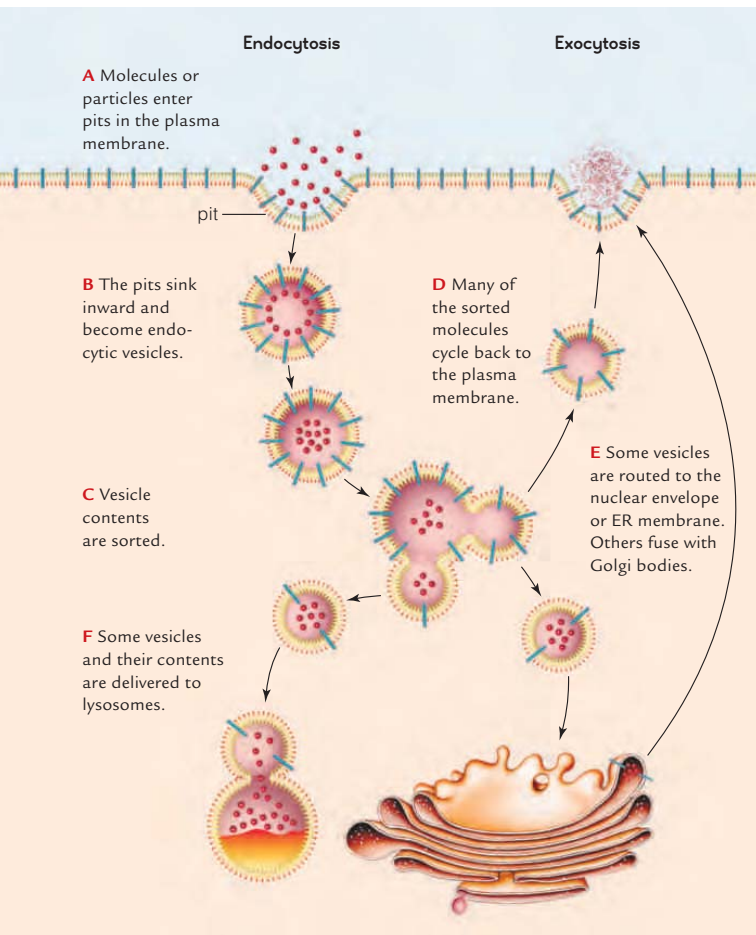 Endocytosis
Exocytosis
A Molecules or
particles enter
pits in the plasma
membrane.
pit
B The pits sink
inward and
become endo-
cytic vesicles.
D Many of
the sorted
molecules
cycle back to
the plasma
membrane.
E Some vesicles
are routed to the
nuclear envelope
or ER membrane.
Others fuse with
Golgi bodies.
C Vesicle
contents
are sorted.
F Some vesicles
and their contents
are delivered to
lysosomes.